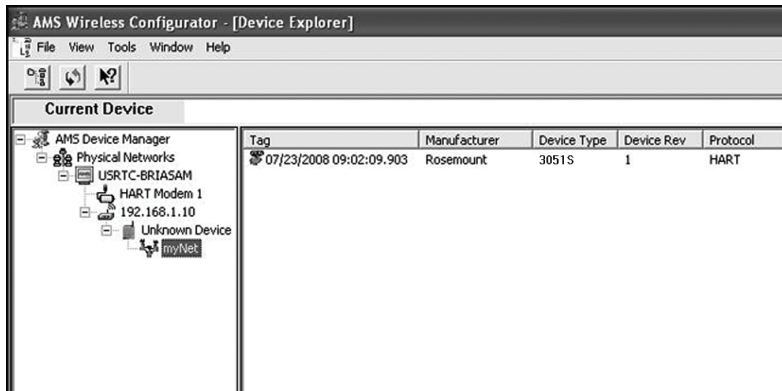 AMS Wireless Configurator - [Device Explorer]
File View Tools Window Help
Current Device
AMS Device Manager
Physical Networks
USRTC-BRIASAM
HART Modem 1
192.168.1.10
Unknown Device
myNet
Tag Manufacturer Device Type Device Rev Protocol
07/23/2008 09:02:09.903 Rosemount 3051S 1 HART